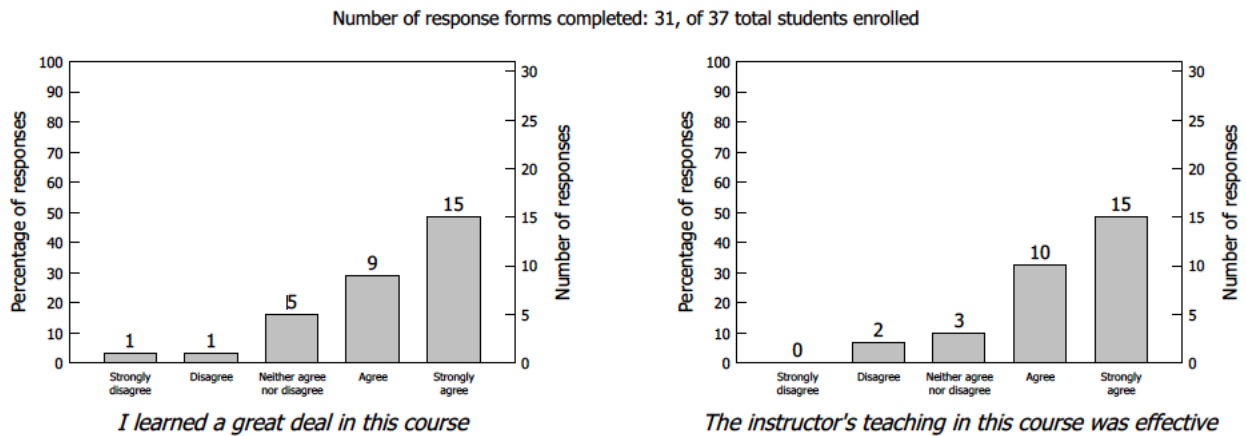 Number of response forms completed: 31, of 37 total students enrolled
Percentage of responses
100
90
80
70
60
50
40
30
20
10
0
1
1
5
9
15
30
25
20
15
10
5
0
Number of responses
Strongly disagree
Disagree
Neither agree nor disagree
Agree
Strongly agree
I learned a great deal in this course
Percentage of responses
100
90
80
70
60
50
40
30
20
10
0
0
2
3
10
15
30
25
20
15
10
5
0
Number of responses
Strongly disagree
Disagree
Neither agree nor disagree
Agree
Strongly agree
The instructor's teaching in this course was effective